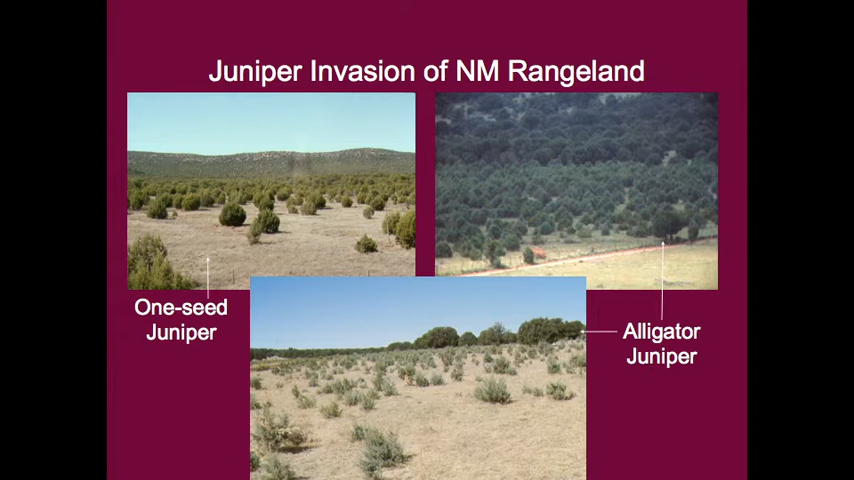 Juniper Invasion of NM Rangeland
One-seed
Juniper
Alligator
Juniper